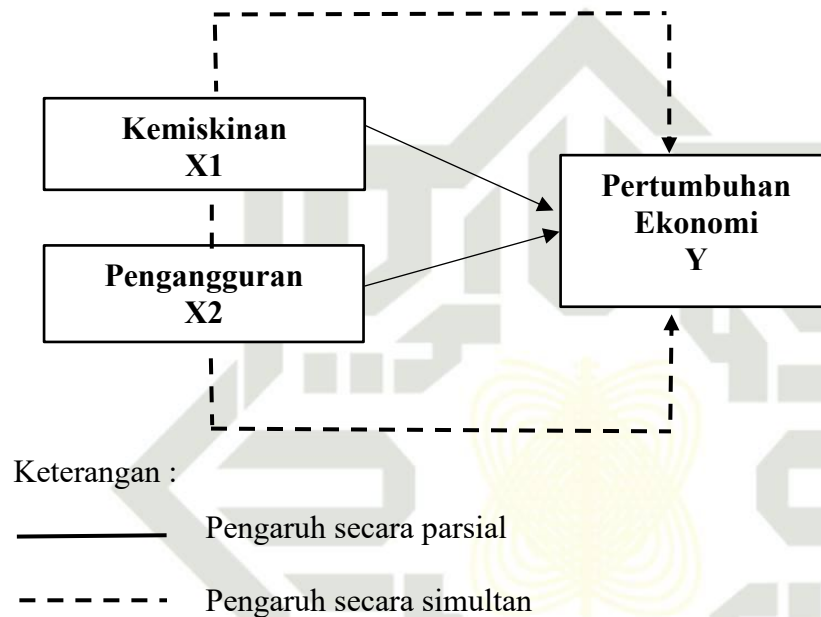 Kemiskinan
X1
Pengangguran
X2
Pertumbuhan
Ekonomi
Y
Keterangan :
Pengaruh secara parsial
Pengaruh secara simultan